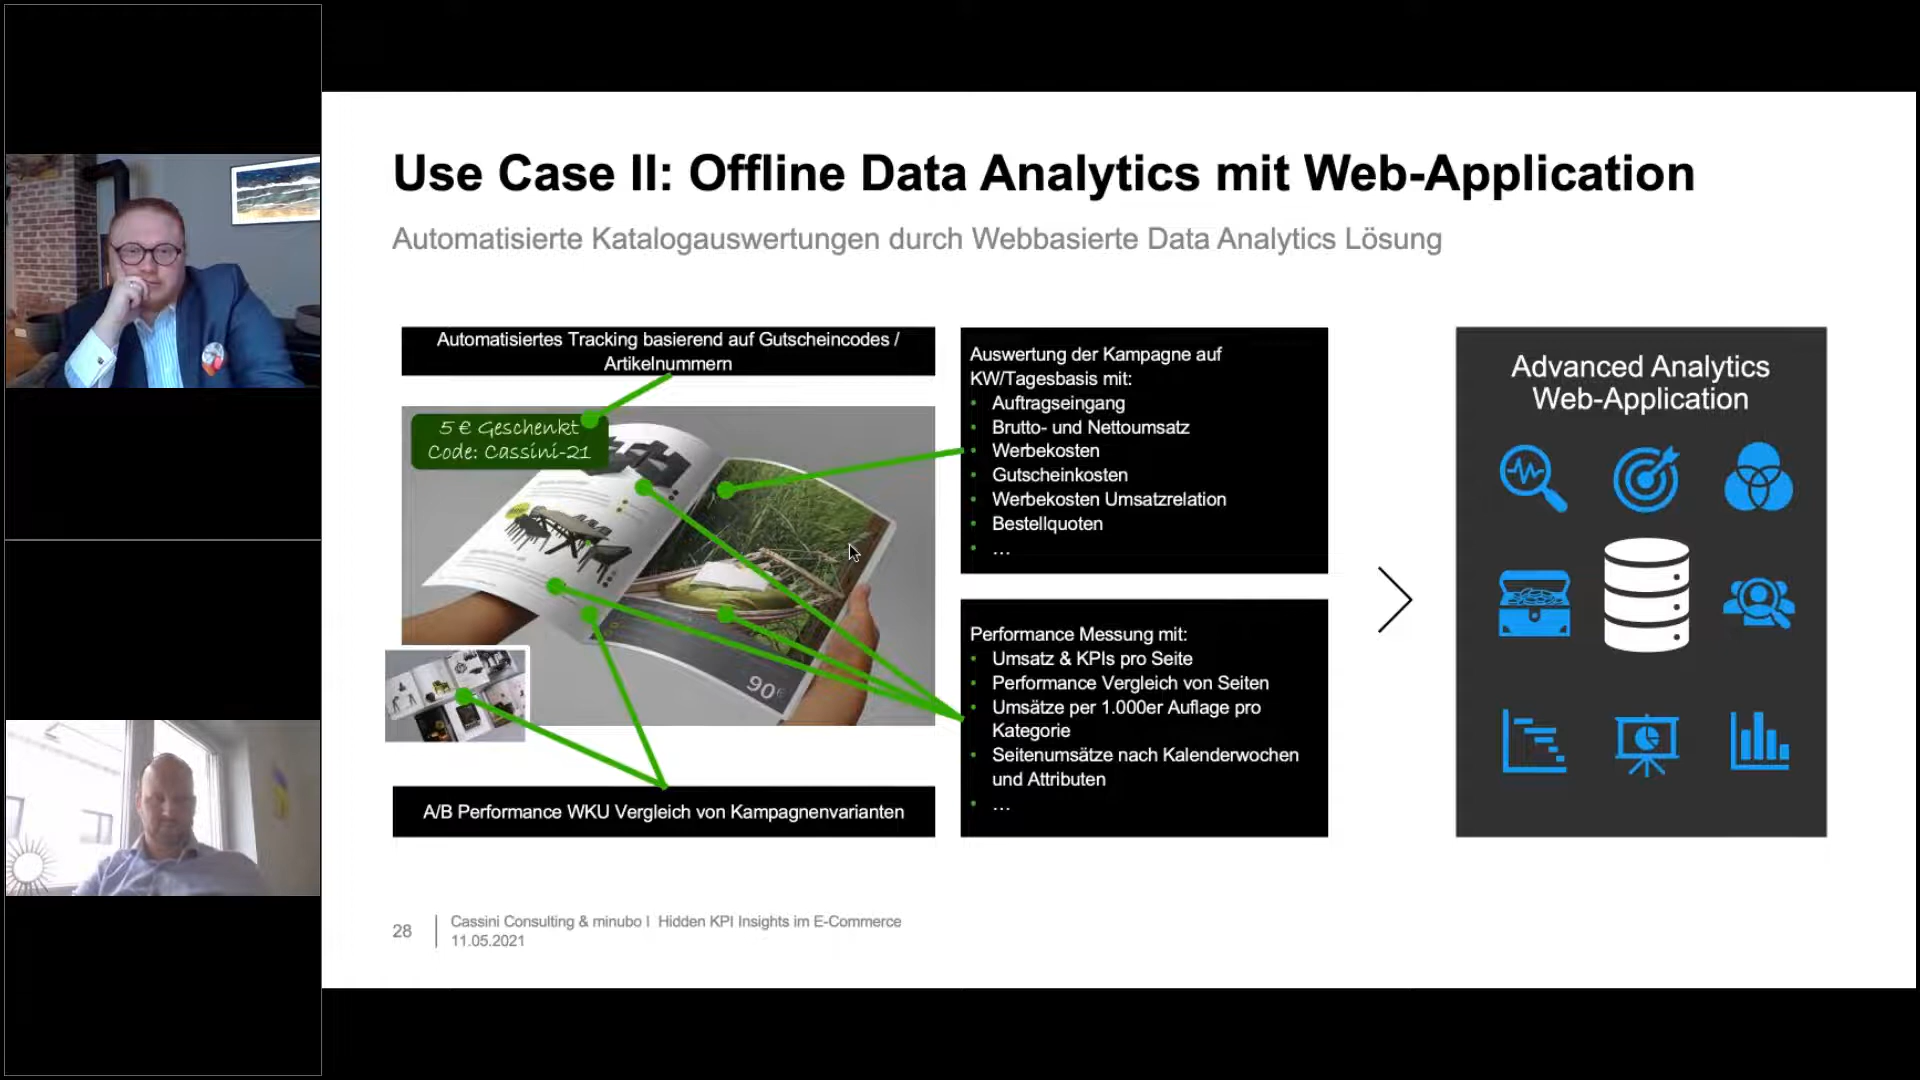 Use Case II: Offline Data Analytics mit Web-Application
Automatisierte Katalogauswertungen durch Webbasierte Data Analytics Lösung
Automatisiertes Tracking basierend auf Gutscheincodes /
Artikelnummern
5 € Geschenkt
Code: Cassini-21
90€
A/B Performance WKU Vergleich von Kampagnenvarianten
Auswertung der Kampagne auf
KW/Tagesbasis mit:
• Auftragseingang
• Brutto- und Nettoumsatz
• Werbekosten
• Gutscheinkosten
• Werbekosten Umsatzrelation
• Bestellquoten
• …
Performance Messung mit:
• Umsatz & KPIs pro Seite
• Performance Vergleich von Seiten
• Umsätze per 1.000er Auflage pro
Kategorie
• Seitenumsätze nach Kalenderwochen
und Attributen
• …
Advanced Analytics
Web-Application
28
Cassini Consulting & minubo I Hidden KPI Insights im E-Commerce
11.05.2021